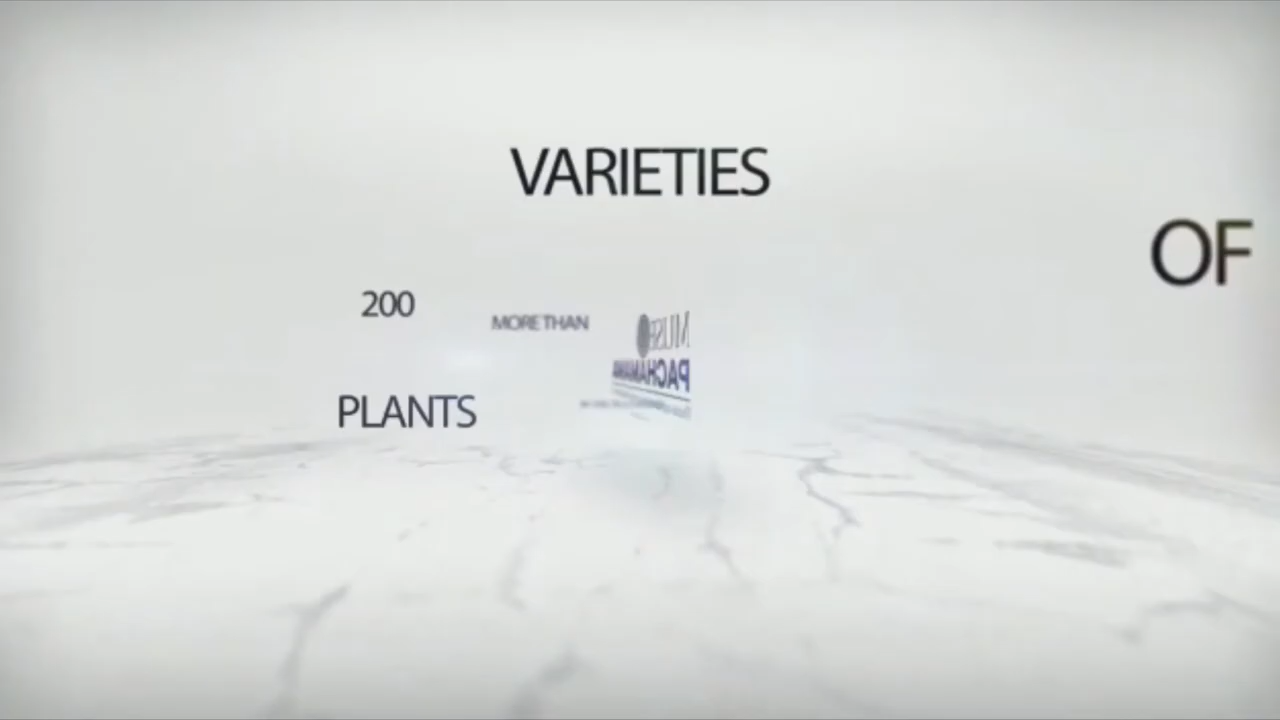 VARIETIES
OF
200
MORE THAN
PACHAMAMA
PLANTS